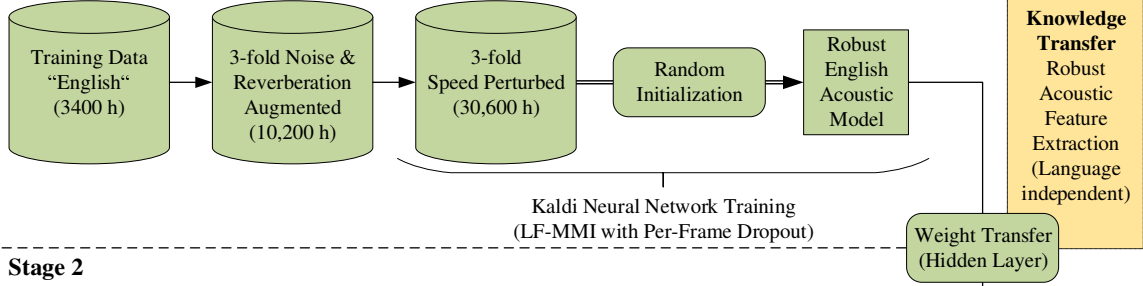 Training Data
“English“
(3400 h)
3-fold Noise &
Reverberation
Augmented
(10,200 h)
3-fold
Speed Perturbed
(30,600 h)
Random
Initialization
Robust
English
Acoustic
Model
Knowledge
Transfer
Robust
Acoustic
Feature
Extraction
(Language
independent)
Kaldi Neural Network Training
(LF-MMI with Per-Frame Dropout)
Weight Transfer
(Hidden Layer)
Stage 2